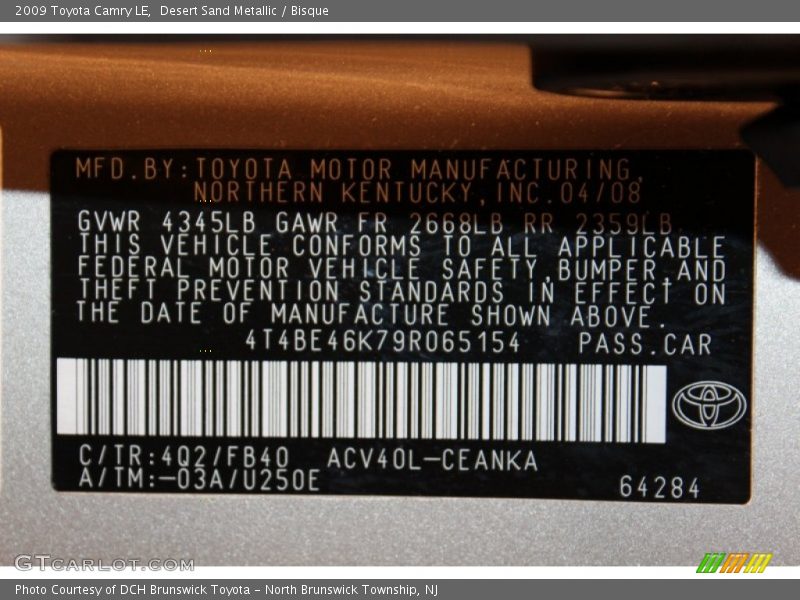 2009 Toyota Camry LE, Desert Sand Metallic / Bisque
MFD.BY:TOYOTA MOTOR MANUFACTURING,
NORTHERN KENTUCKY,INC.04/08
GVWR 4345LB GAWR FR 2668LB RR 2359LB
THIS VEHICLE CONFORMS TO ALL APPLICABLE
FEDERAL MOTOR VEHICLE SAFETY,BUMPER,AND
THEFT PREVENTION STANDARDS IN EFFECT ON
THE DATE OF MANUFACTURE SHOWN ABOVE.
4T4BE46K79R065154 PASS.CAR
C/TR:4Q2/FB40 ACV40L-CEANKA
A/TM:-03A/U250E
64284
GTCARLOT.COM
Photo Courtesy of DCH Brunswick Toyota - North Brunswick Township, NJ